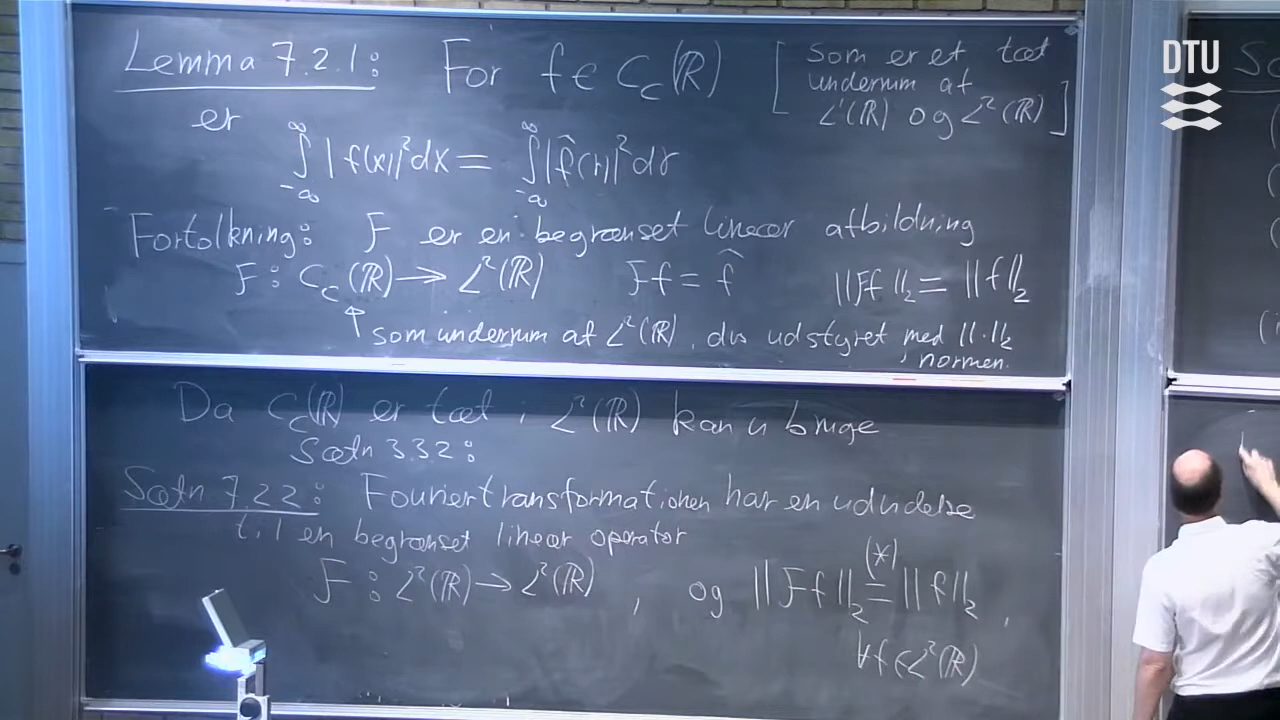 Lemma 7.2.1: For f ∈ C_c(ℝ) [som er et tæt
underrum af
L¹(ℝ) og L²(ℝ)]
er
∫_{-∞}^{∞} |f(x)|² dx = ∫_{-∞}^{∞} |f̂(γ)|² dγ
Fortolkning: F er en begrænset lineær afbildning
F : C_c(ℝ) → L²(ℝ) Ff = f̂ ||Ff||₂ = ||f||₂
↑ som underrum af L²(ℝ), dvs udstyret med ||·||₂
normen.
Da C_c(ℝ) er tæt i L²(ℝ) kan vi bruge
Sætn 3.3.2:
Sætn 7.2.2: Fouriertransformationen har en udvidelse
til en begrænset lineær operator
F : L²(ℝ) → L²(ℝ), og ||Ff||₂ =^{(*)} ||f||₂,
∀f ∈ L²(ℝ)
DTU